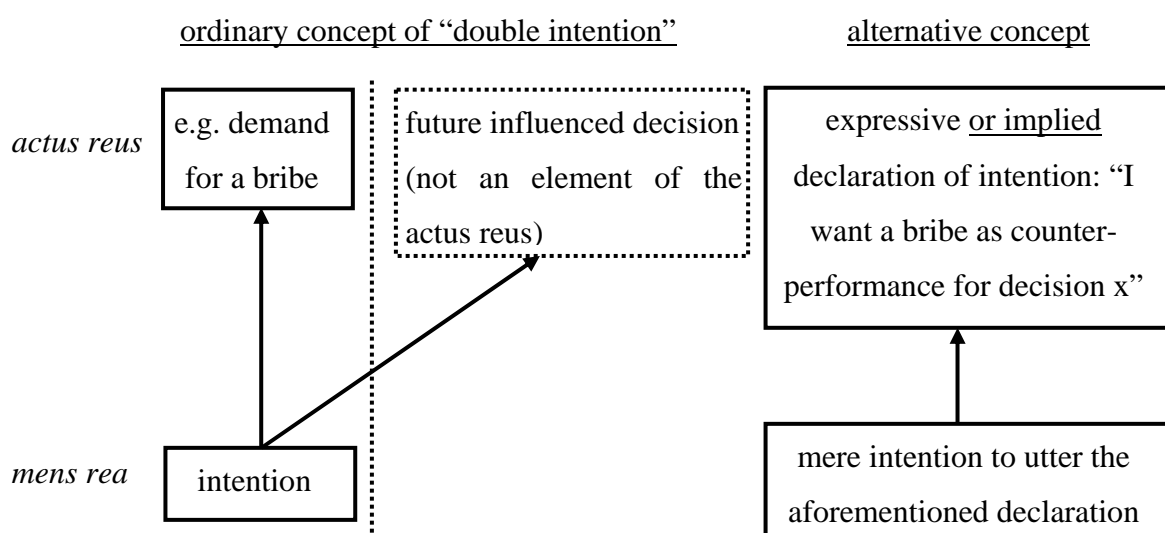 ordinary concept of “double intention”
alternative concept
actus reus
e.g. demand
for a bribe
future influenced decision
(not an element of the
actus reus)
expressive or implied
declaration of intention: “I
want a bribe as counter-
performance for decision x”
mens rea
intention
mere intention to utter the
aforementioned declaration